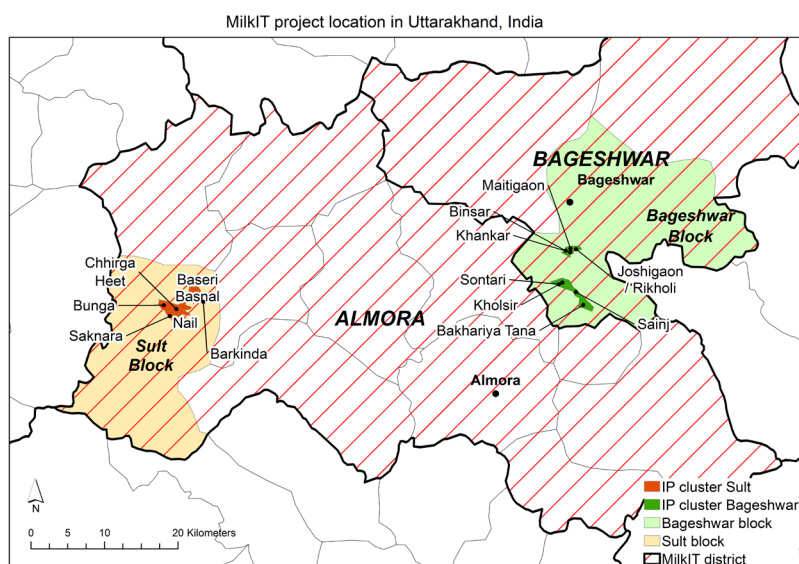 MilkIT project location in Uttarakhand, India
BAGESHWAR
Bageshwar
Maitigaon
Binsar
Khankar
Bageshwar
Block
Joshigaon
/'Rikholi
Sontari
Kholsir
Bakhariya Tana
Sainj
Chhirga
Heet
Baseri
Basnal
Bunga
Nail
Saknara
Barkinda
Sult
Block
ALMORA
Almora
N
0 10 20 Kilometers
IP cluster Sult
IP cluster Bageshwar
Bageshwar block
Sult block
MilkIT district